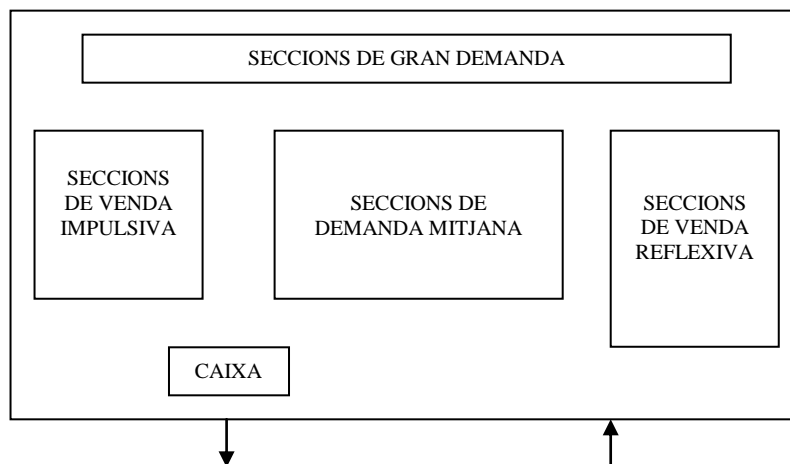 SECCIONS DE GRAN DEMANDA
SECCIONS
DE VENDA
IMPULSIVA
SECCIONS DE
DEMANDA MITJANA
SECCIONS
DE VENDA
REFLEXIVA
CAIXA